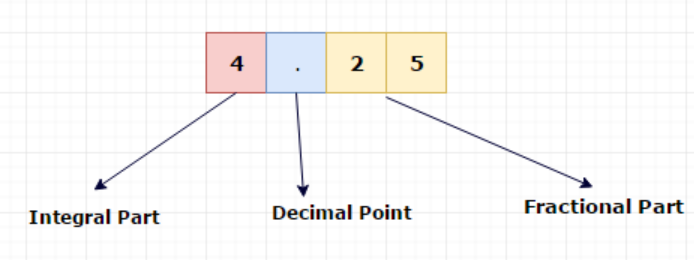 4 . 2 5
Integral Part
Decimal Point
Fractional Part